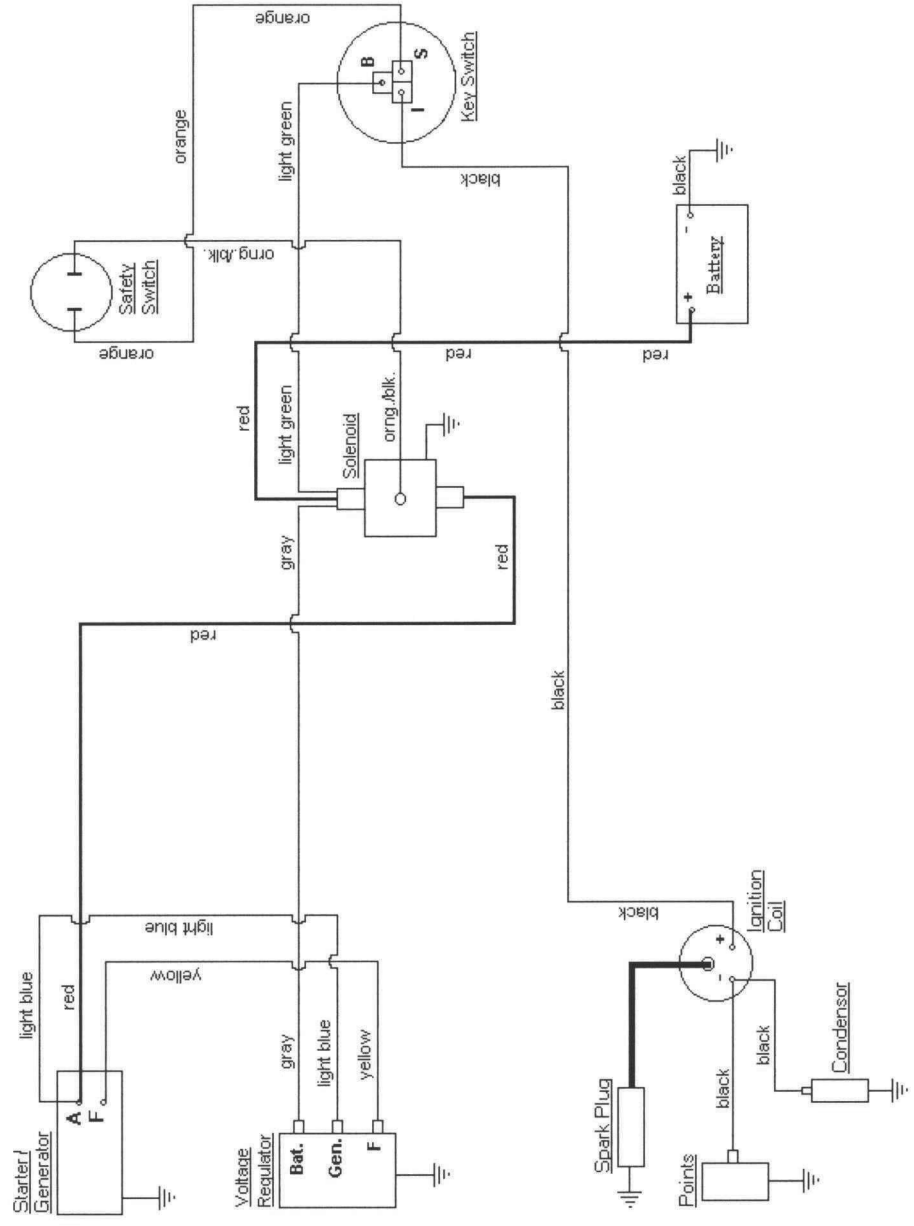 Starter/
Generator
A
F
light blue
red
light blue
yellow
red
Voltage
Regulator
Bat.
Gen.
F
gray
light blue
yellow
gray
red
Solenoid
light green
red
orng./blk.
red
red
Safety
Switch
orange
orange
orng./blk.
orange
light green
B
S
I
Key Switch
black
Battery
+
-
black
black
black
Ignition
Coil
+
-
Spark Plug
Points
black
black
Condensor